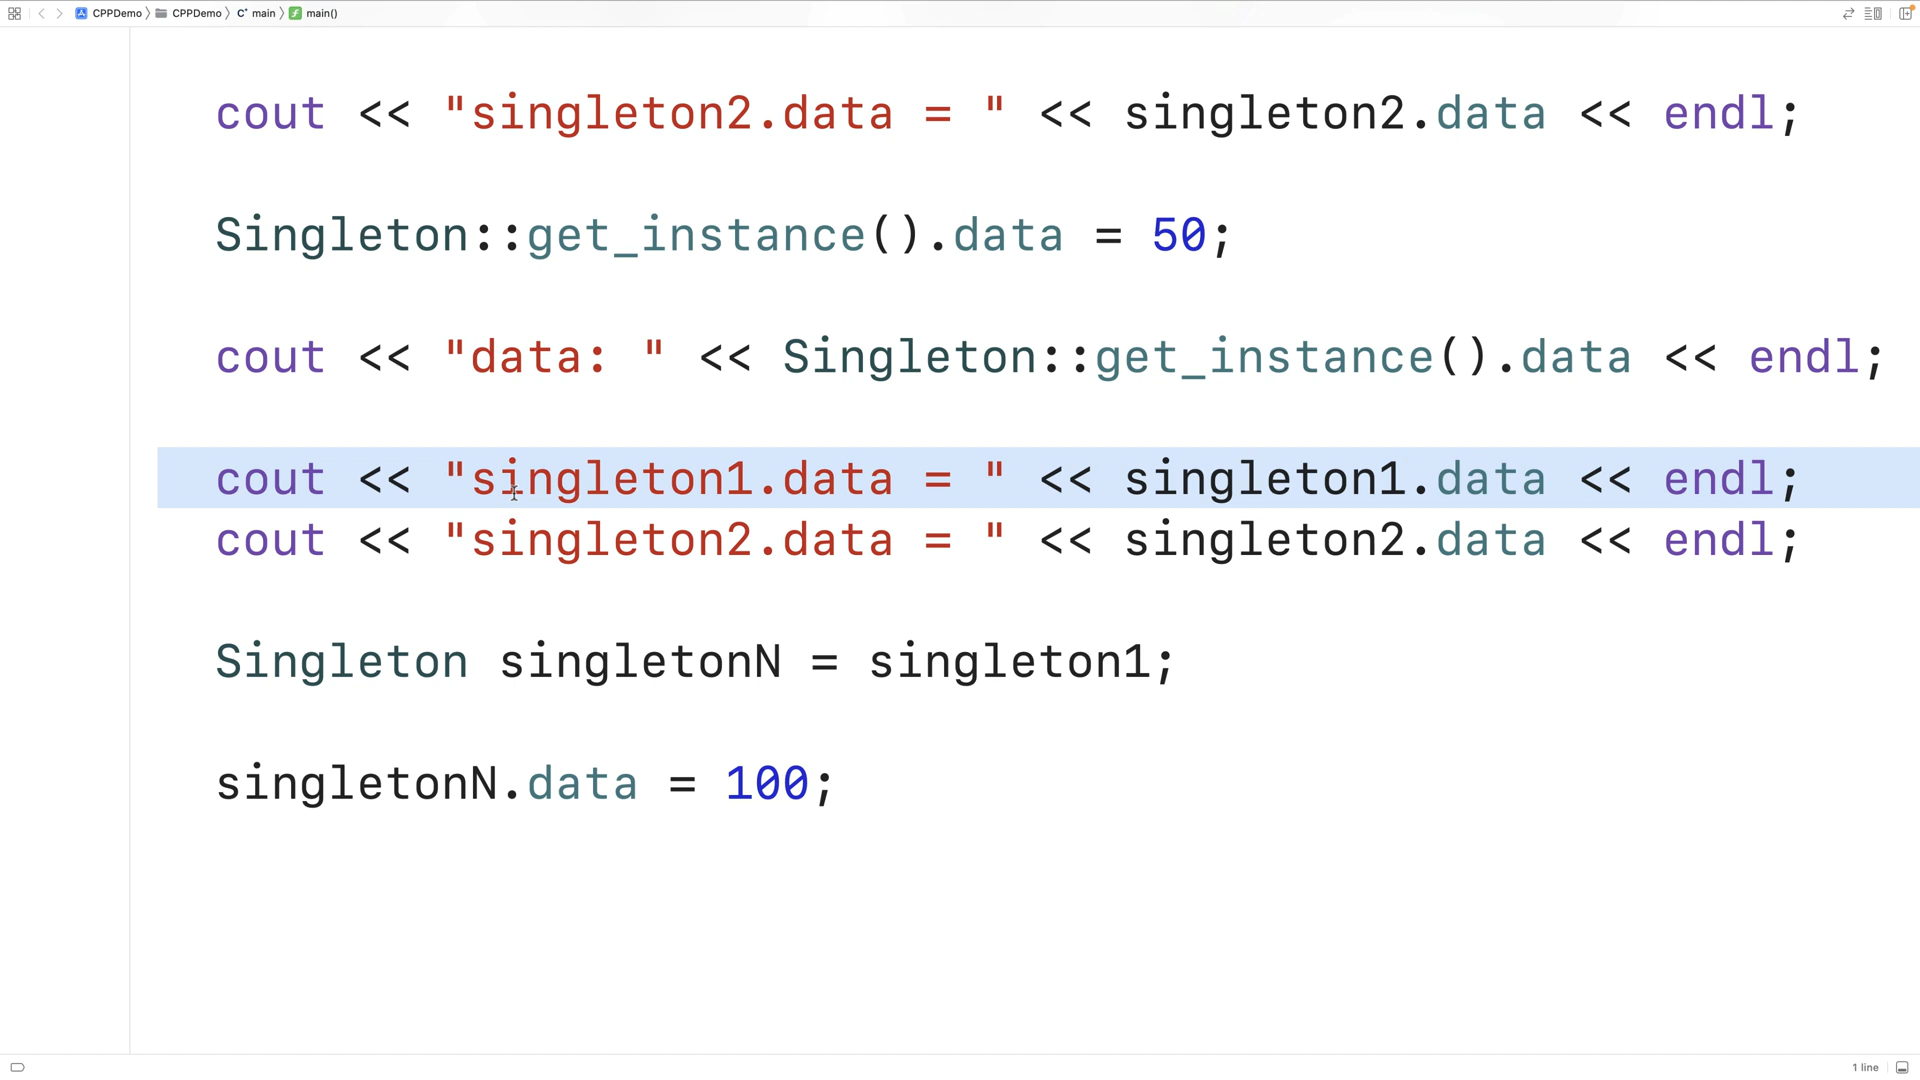 CPPDemo CPPDemo main main()
cout << "singleton2.data = " << singleton2.data << endl;
Singleton::get_instance().data = 50;
cout << "data: " << Singleton::get_instance().data << endl;
cout << "singleton1.data = " << singleton1.data << endl;
cout << "singleton2.data = " << singleton2.data << endl;
Singleton singletonN = singleton1;
singletonN.data = 100;
1 line